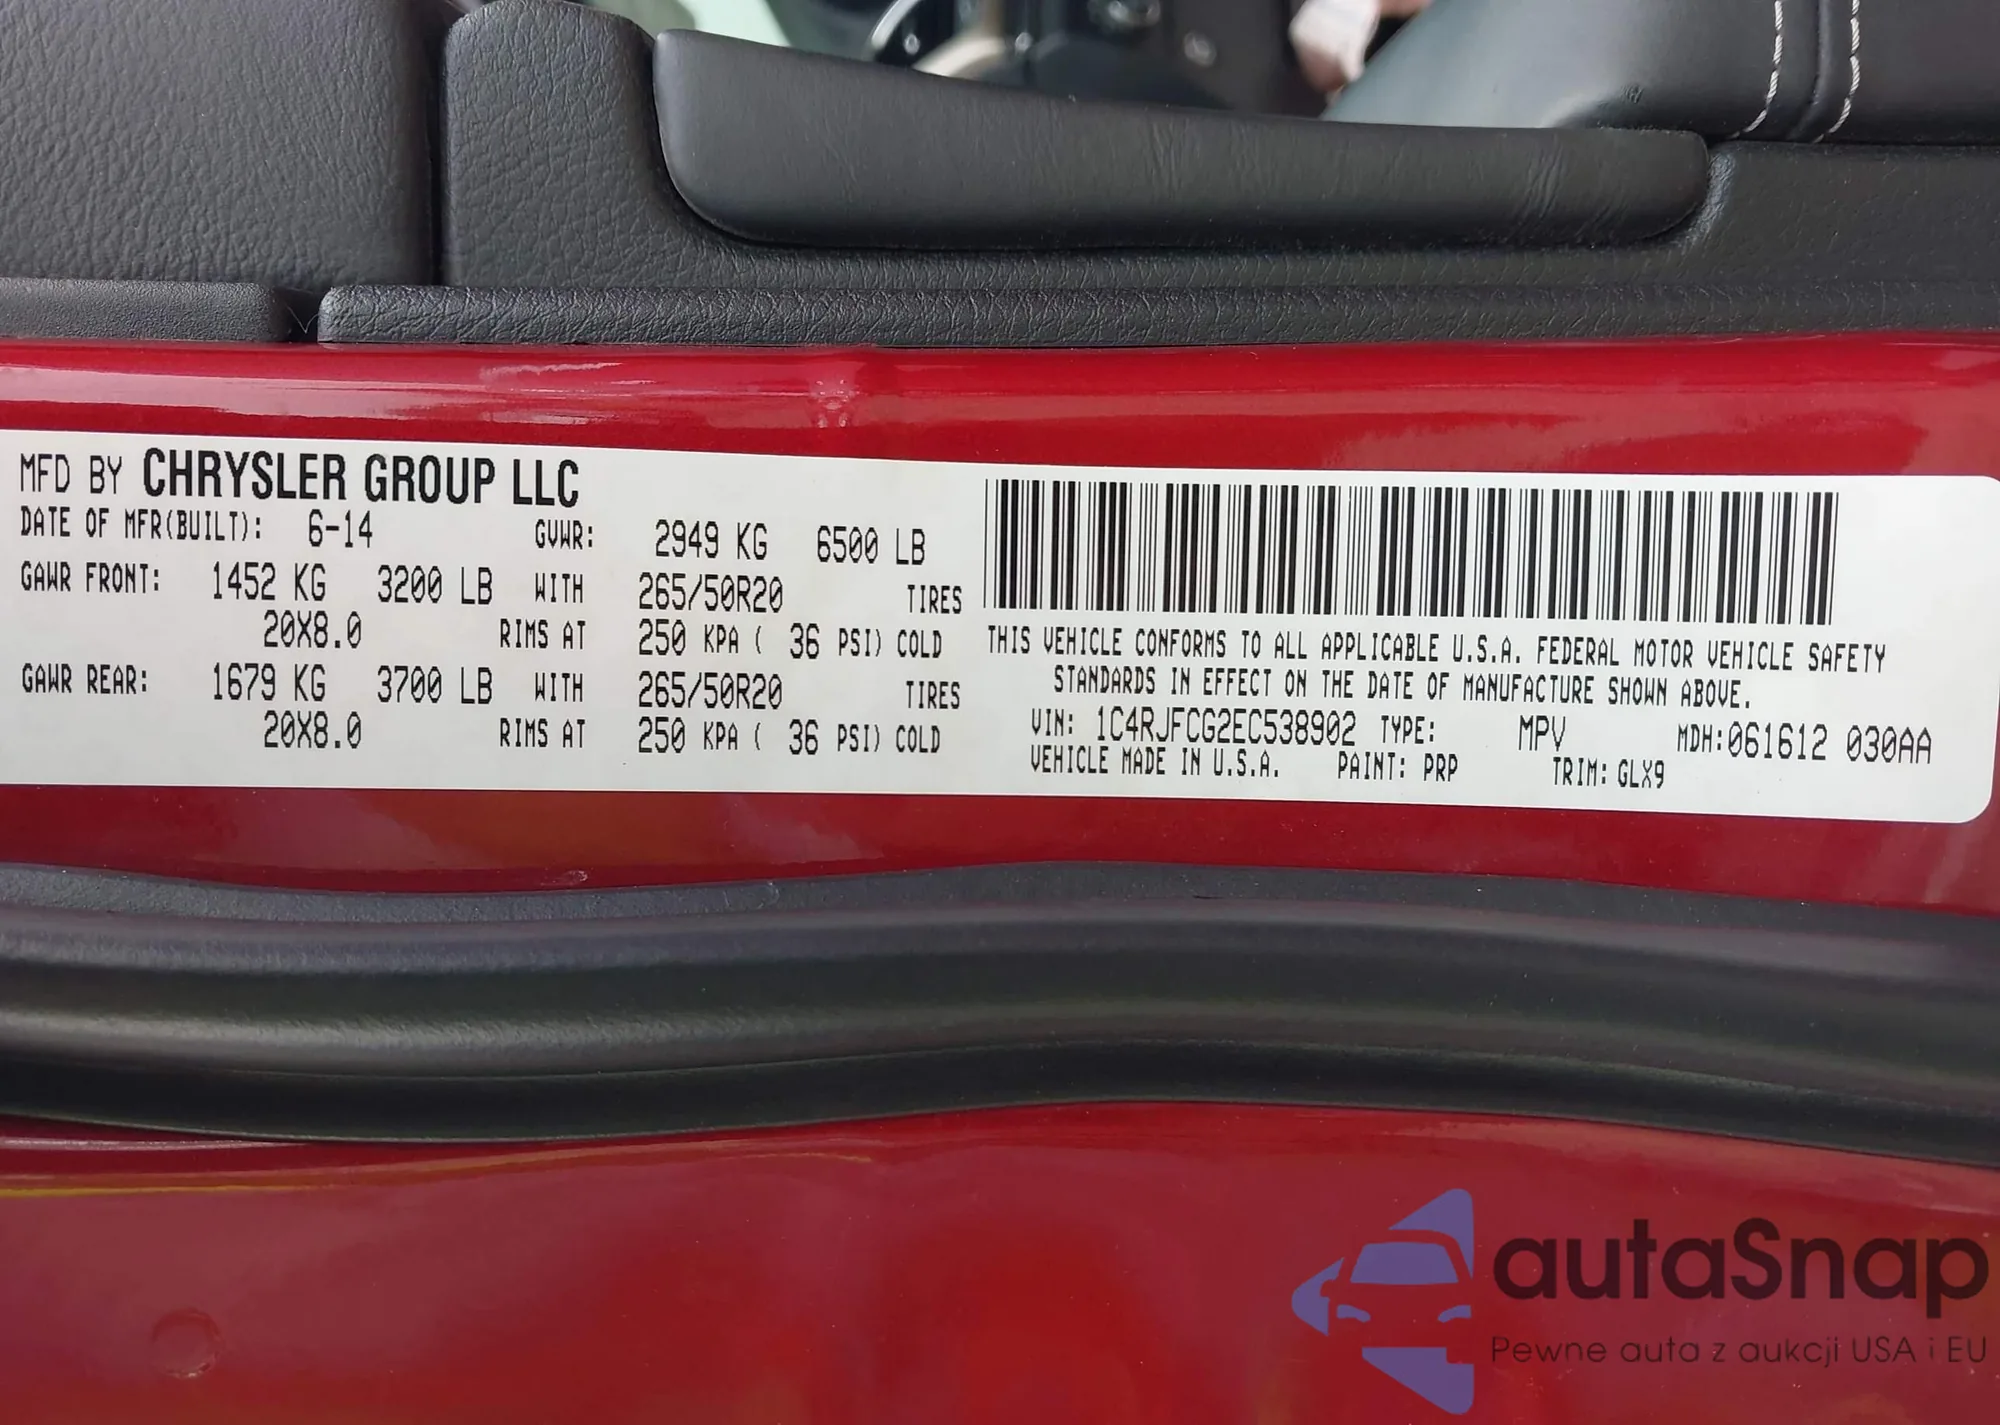 MFD BY CHRYSLER GROUP LLC
DATE OF MFR(BUILT): 6-14 GVWR: 2949 KG 6500 LB
GAWR FRONT: 1452 KG 3200 LB WITH 265/50R20 TIRES
20X8.0 RIMS AT 250 KPA ( 36 PSI) COLD
GAWR REAR: 1679 KG 3700 LB WITH 265/50R20 TIRES
20X8.0 RIMS AT 250 KPA ( 36 PSI) COLD
THIS VEHICLE CONFORMS TO ALL APPLICABLE U.S.A. FEDERAL MOTOR VEHICLE SAFETY
STANDARDS IN EFFECT ON THE DATE OF MANUFACTURE SHOWN ABOVE.
VIN: 1C4RJFCG2EC538902 TYPE: MPV MDH:061612 030AA
VEHICLE MADE IN U.S.A. PAINT: PRP TRIM: GLX9
autaSnap
Pewne auta z aukcji USA i EU